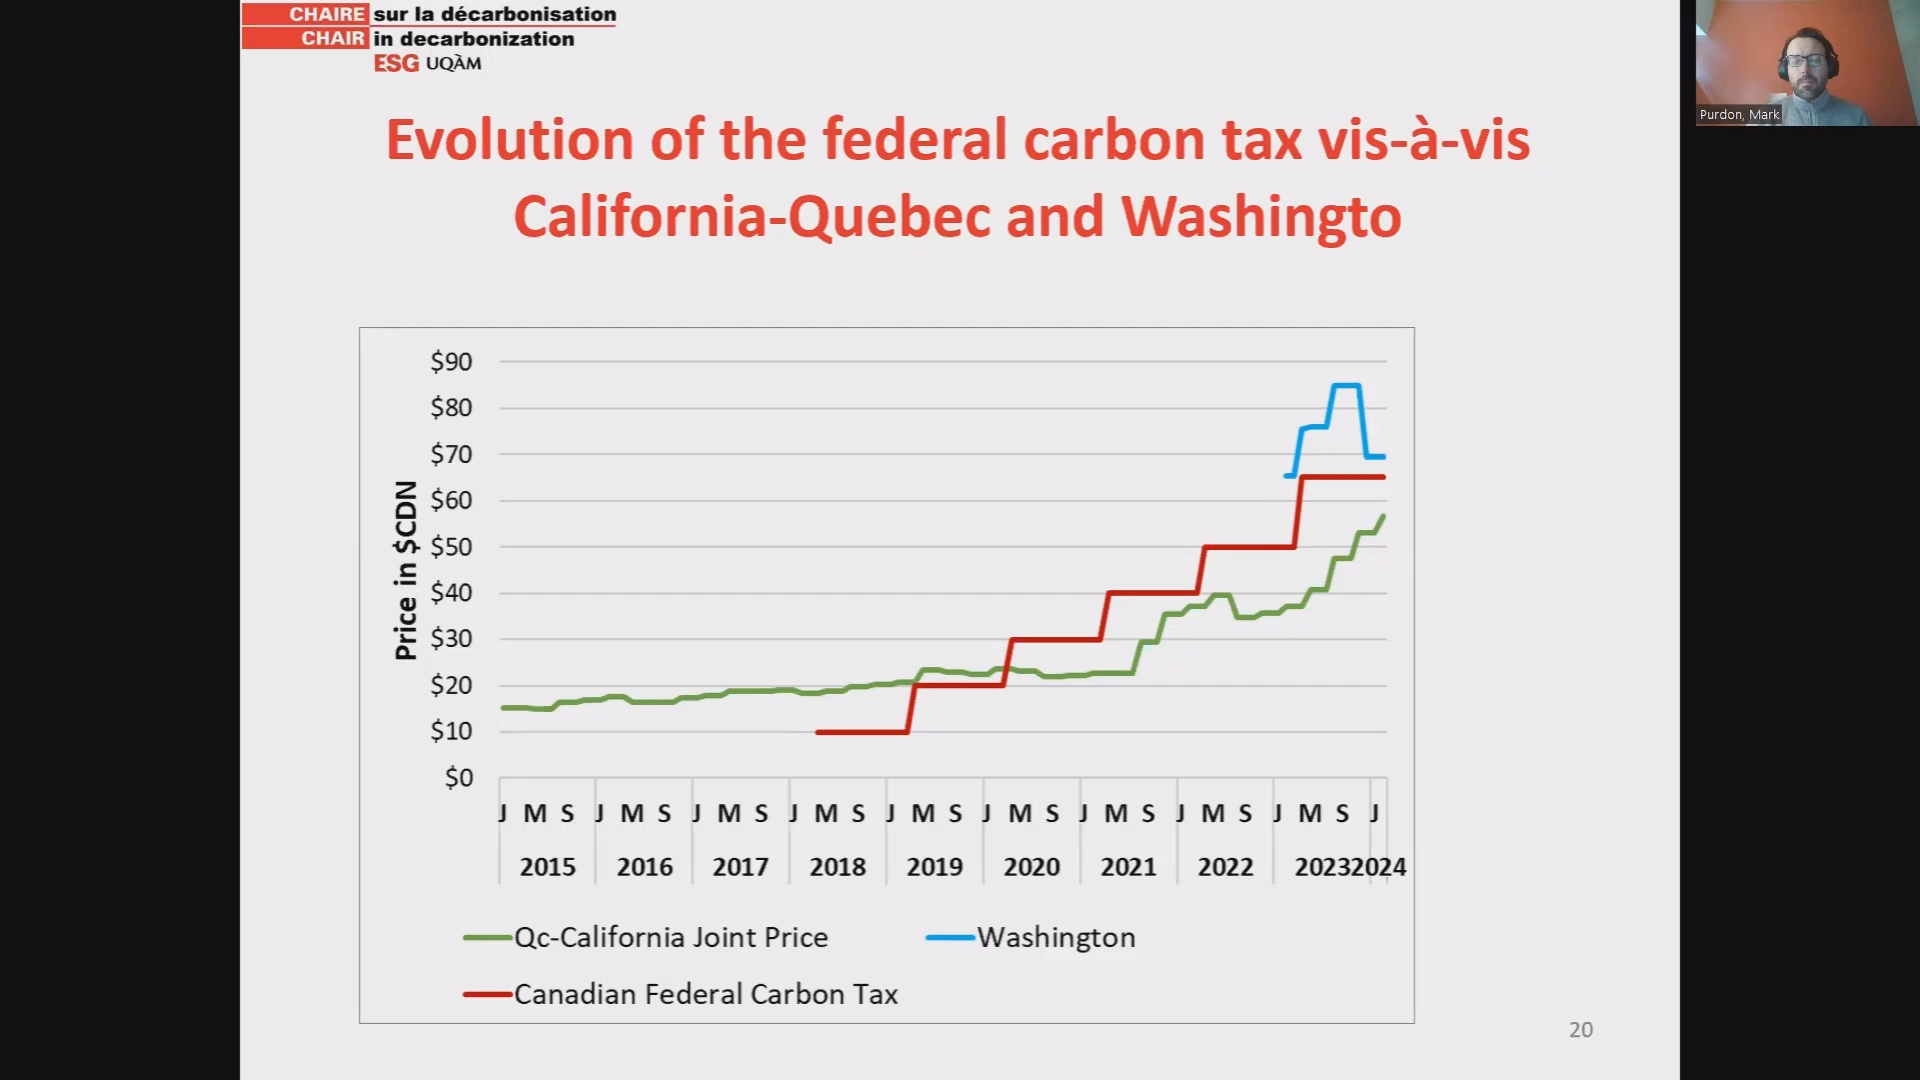 CHAIRE sur la décarbonisation
CHAIR in decarbonization
ESG UQÀM
Purdon, Mark
Evolution of the federal carbon tax vis-à-vis
California-Quebec and Washingto
Price in $CDN
$90
$80
$70
$60
$50
$40
$30
$20
$10
$0
J M S J M S J M S J M S J M S J M S J M S J M S J M S J
2015 2016 2017 2018 2019 2020 2021 2022 2023 2024
Qc-California Joint Price Washington
Canadian Federal Carbon Tax
20